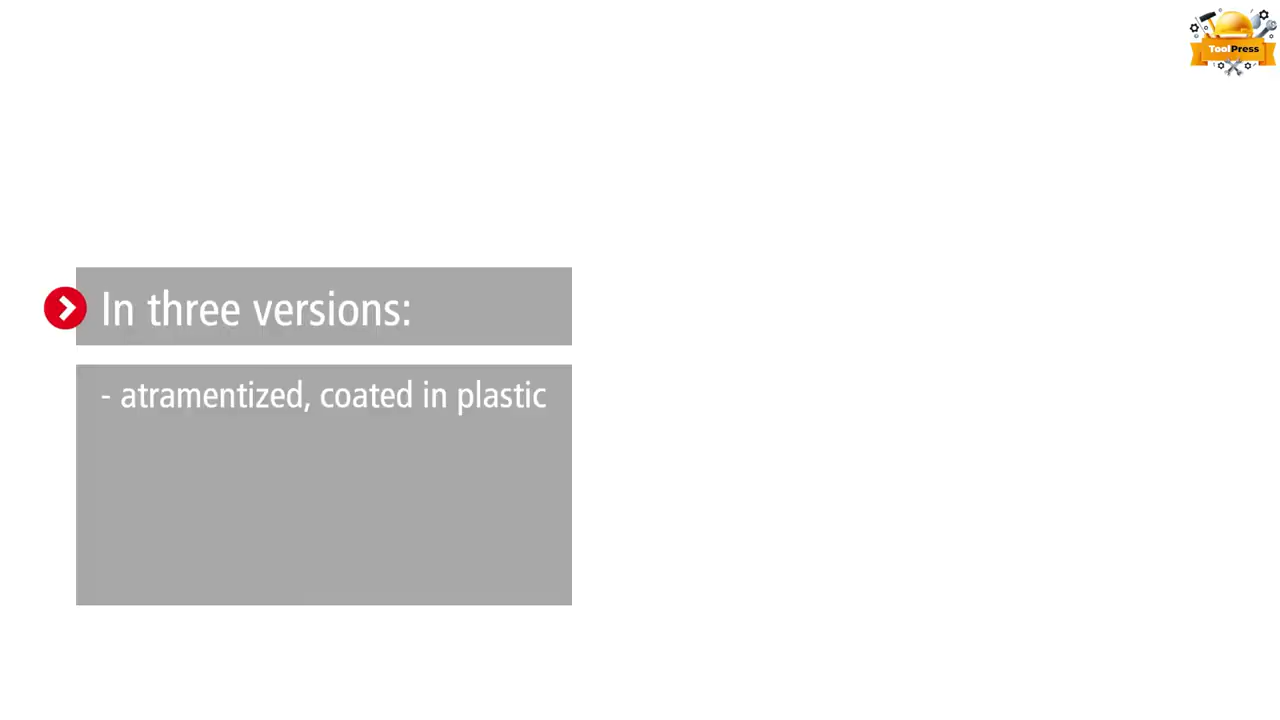 ToolPress
In three versions:
- atramentized, coated in plastic